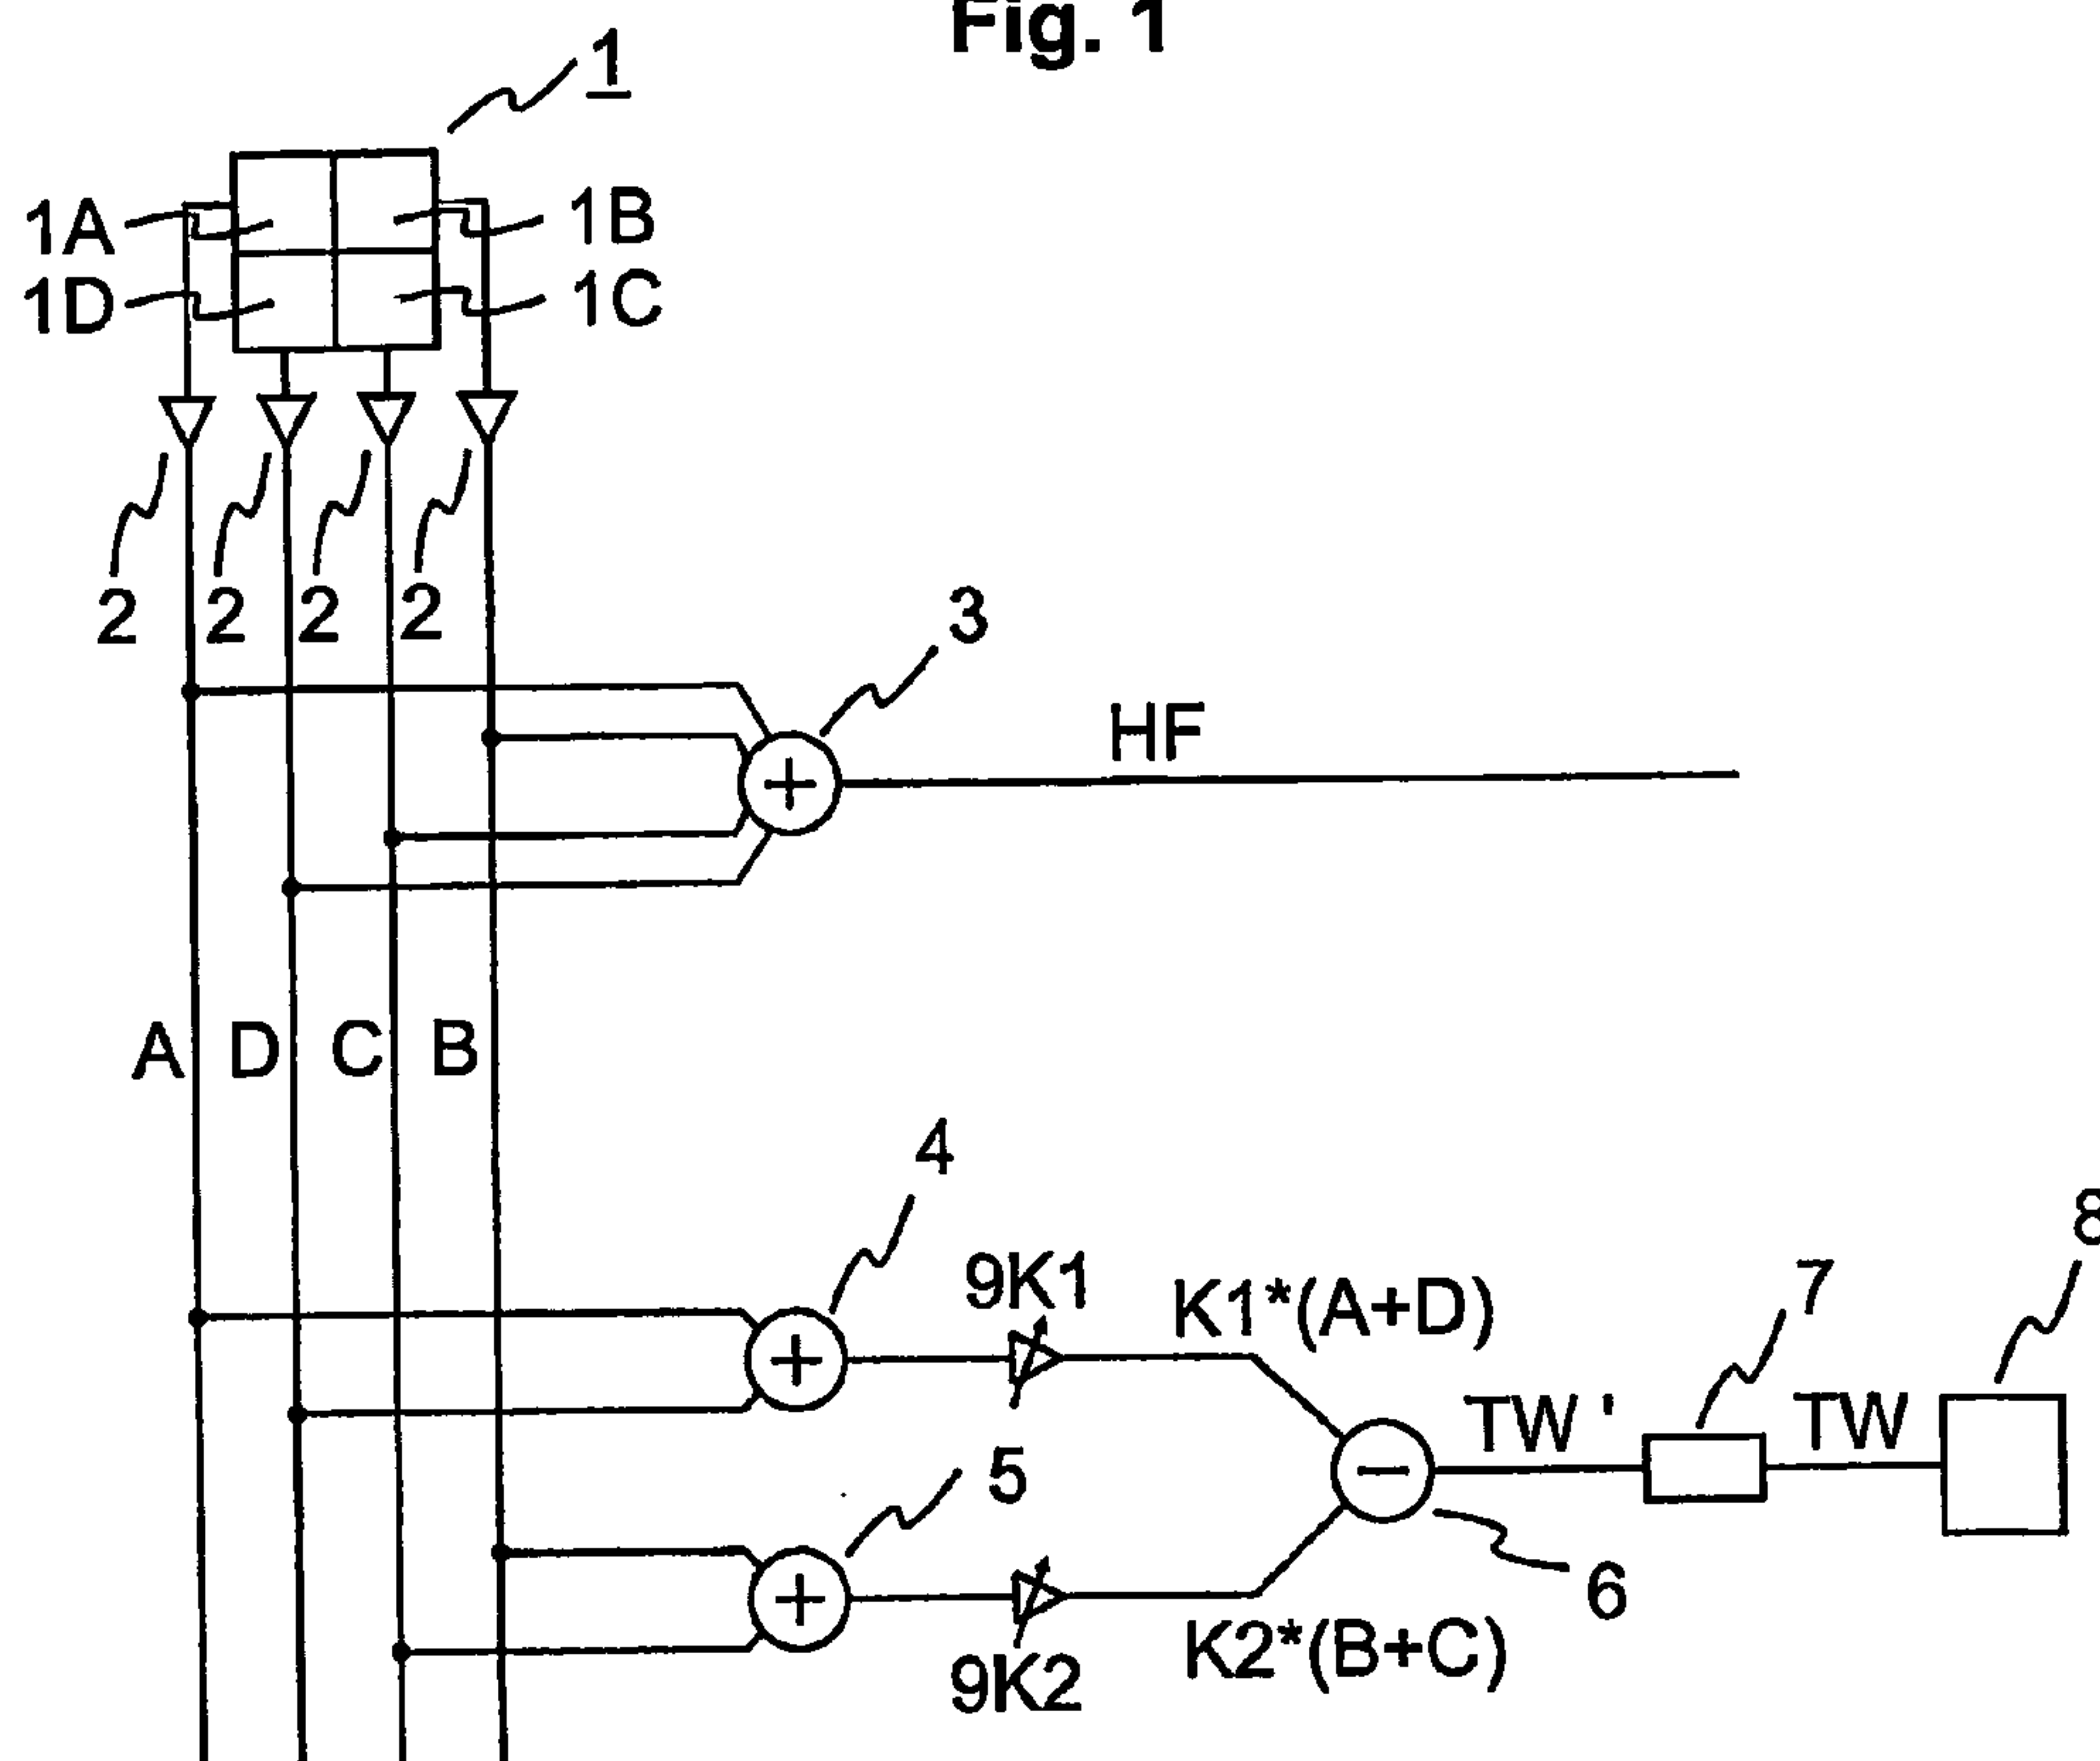 Fig. 1
1
1A
1B
1D
1C
2
2
2
2
3
HF
+
A
D
C
B
4
9K1
K1*(A+D)
+
7
8
TW '
TW
5
−
6
+
9K2
K2*(B+C)